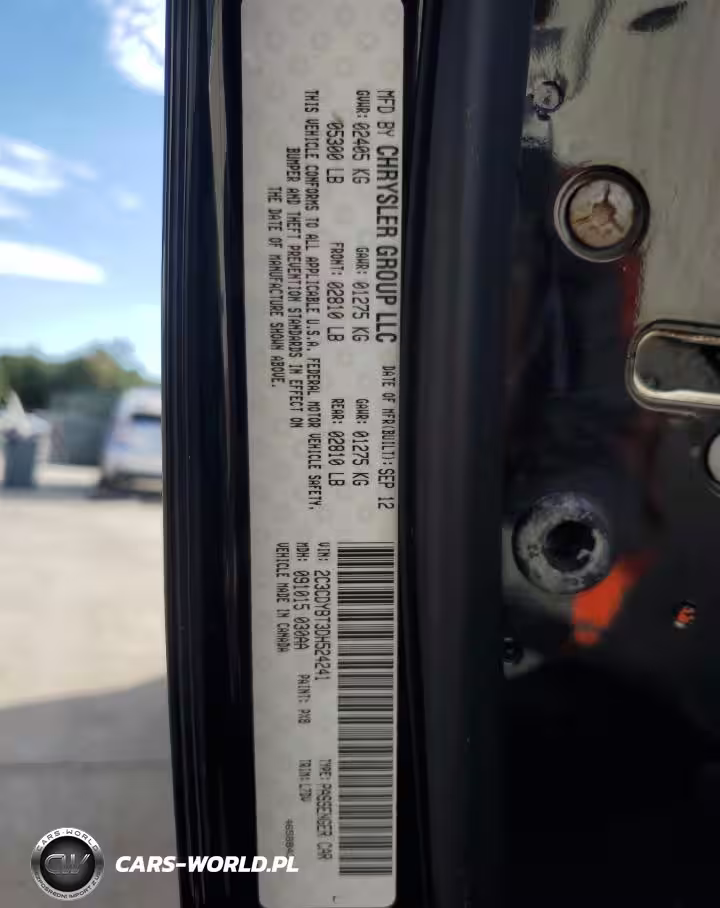 MFD BY CHRYSLER GROUP LLC DATE OF MFR(BUILT): SEP 12
GVWR: 02405 KG GAWR: 01275 KG GAWR: 01275 KG
05300 LB FRONT: 02810 LB REAR: 02810 LB
THIS VEHICLE CONFORMS TO ALL APPLICABLE U.S.A. FEDERAL MOTOR VEHICLE SAFETY,
BUMPER AND THEFT PREVENTION STANDARDS IN EFFECT ON
THE DATE OF MANUFACTURE SHOWN ABOVE.
VIN: 2C3CDYBT3DH524241 TYPE: PASSENGER CAR
MDH: 091015 030AA PAINT: PX8 TRIM:
VEHICLE MADE IN CANADA
L
CARS-WORLD
CW
CARS-WORLD.PL